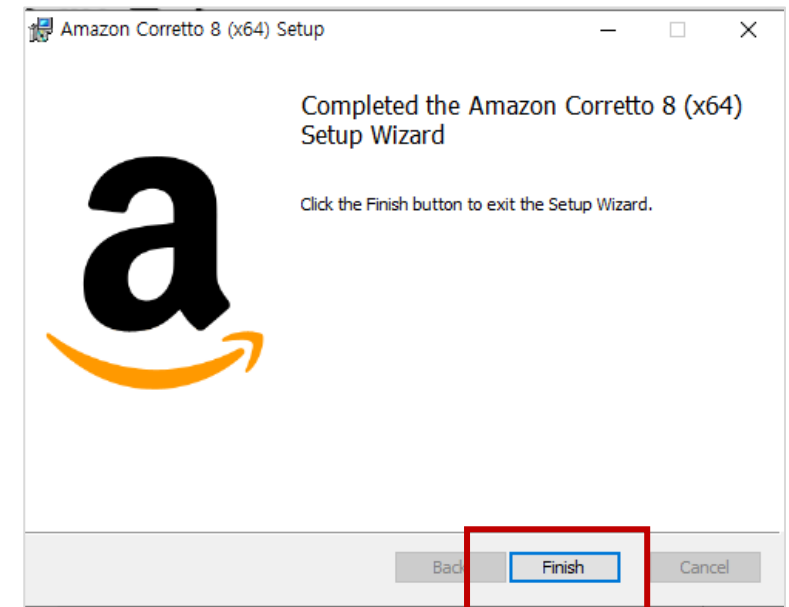 Amazon Corretto 8 (x64) Setup
Completed the Amazon Corretto 8 (x64)
Setup Wizard
Click the Finish button to exit the Setup Wizard.
a
Back Finish Cancel